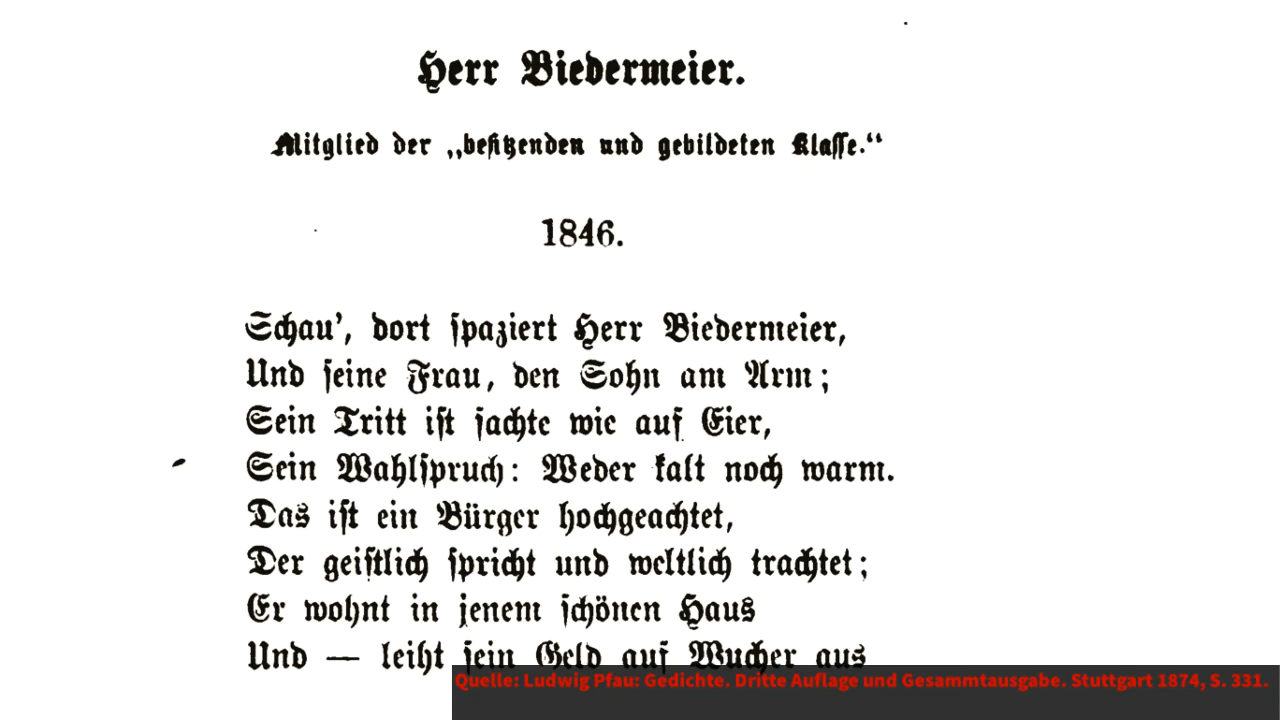 Herr Biedermeier.
Mitglied der „besitzenden und gebildeten Klasse.“
1846.
Schau’, dort spaziert Herr Biedermeier,
Und seine Frau, den Sohn am Arm;
Sein Tritt ist sachte wie auf Eier,
Sein Wahlspruch: Weder kalt noch warm.
Das ist ein Bürger hochgeachtet,
Der geistlich spricht und weltlich trachtet;
Er wohnt in jenem schönen Haus
Und — leiht sein Geld auf Wucher aus
Quelle: Ludwig Pfau: Gedichte. Dritte Auflage und Gesammtausgabe. Stuttgart 1874, S. 331.